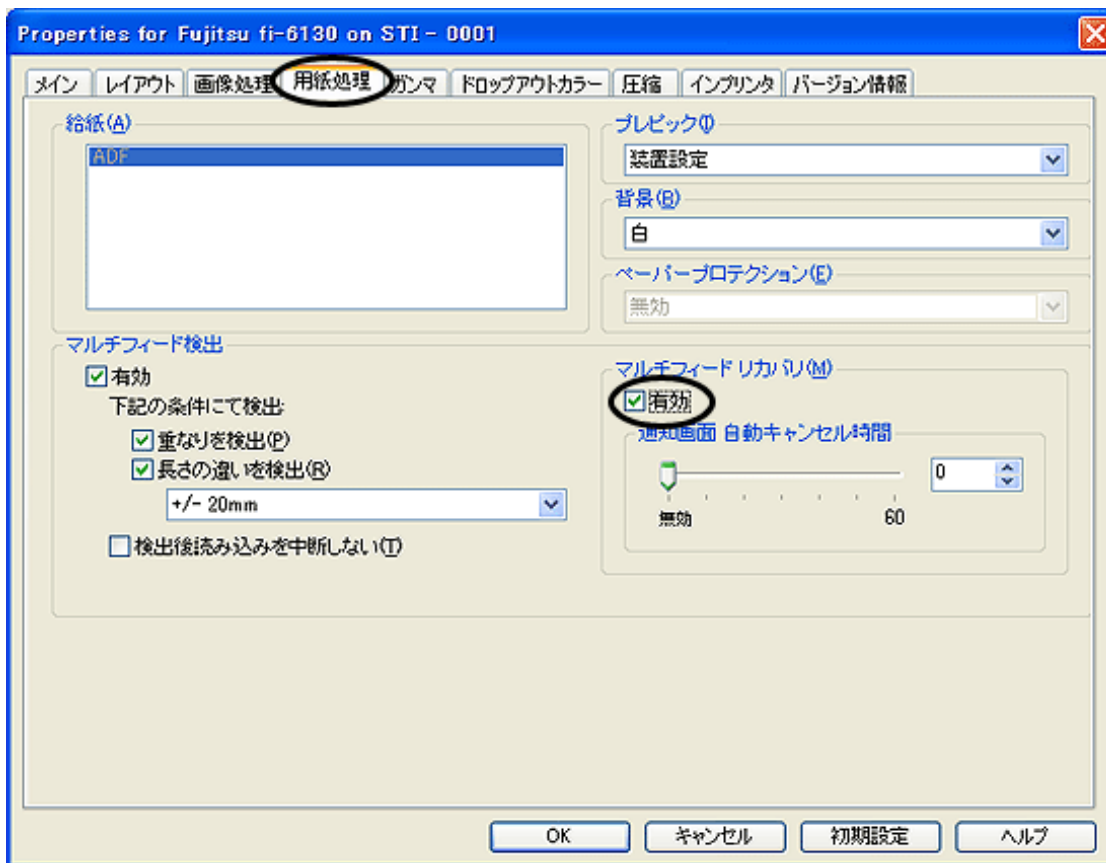 Properties for Fujitsu fi-6130 on STI - 0001
メイン レイアウト 画像処理 用紙処理 ガンマ ドロップアウトカラー 圧縮 インプリンタ バージョン情報
給紙(A)
ADF
プレピック(I)
装置設定
背景(B)
白
ペーパープロテクション(E)
無効
マルチフィード検出
有効
下記の条件にて検出:
重なりを検出(P)
長さの違いを検出(R)
+/- 20mm
検出後読み込みを中断しない(T)
マルチフィード リカバリ(M)
有効
通知画面 自動キャンセル時間
0
無効 60
OK キャンセル 初期設定 ヘルプ